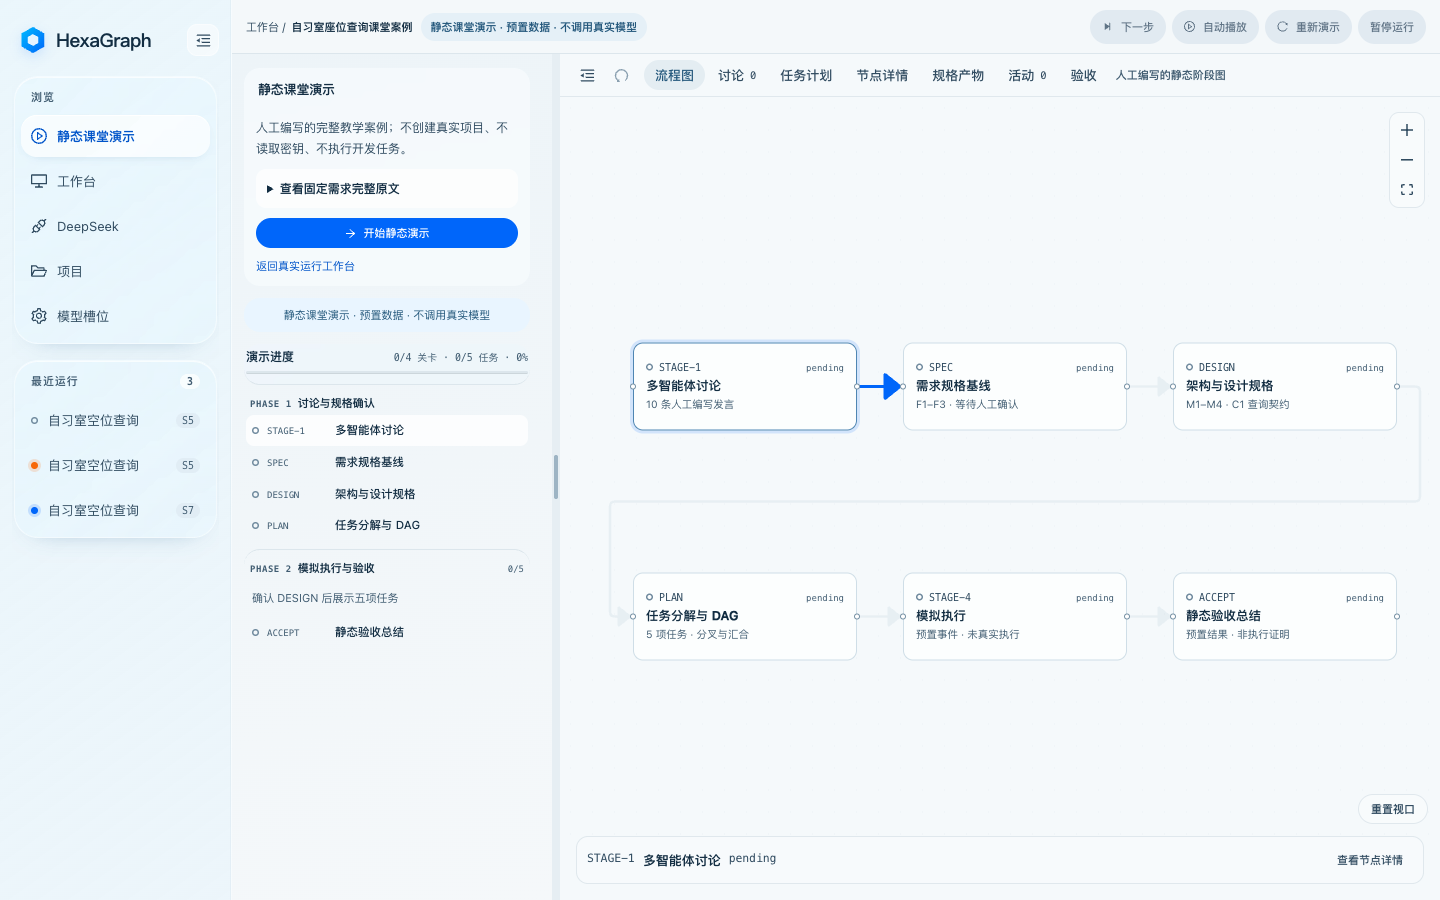 HexaGraph
浏览
静态课堂演示
工作台
DeepSeek
项目
模型槽位
最近运行 3
自习室空位查询 S5
自习室空位查询 S5
自习室空位查询 S7
工作台 / 自习室座位查询课堂案例 静态课堂演示 · 预置数据 · 不调用真实模型
下一步 自动播放 重新演示 暂停运行
静态课堂演示
人工编写的完整教学案例；不创建真实项目、不
读取密钥、不执行开发任务。
▶ 查看固定需求完整原文
→ 开始静态演示
返回真实运行工作台
静态课堂演示 · 预置数据 · 不调用真实模型
演示进度 0/4 关卡 · 0/5 任务 · 0%
PHASE 1 讨论与规格确认
STAGE-1 多智能体讨论
SPEC 需求规格基线
DESIGN 架构与设计规格
PLAN 任务分解与 DAG
PHASE 2 模拟执行与验收 0/5
确认 DESIGN 后展示五项任务
ACCEPT 静态验收总结
流程图 讨论 0 任务计划 节点详情 规格产物 活动 0 验收 人工编写的静态阶段图
STAGE-1 pending
多智能体讨论
10 条人工编写发言
SPEC pending
需求规格基线
F1–F3 · 等待人工确认
DESIGN pending
架构与设计规格
M1–M4 · C1 查询契约
PLAN pending
任务分解与 DAG
5 项任务 · 分叉与汇合
STAGE-4 pending
模拟执行
预置事件 · 未真实执行
ACCEPT pending
静态验收总结
预置结果 · 非执行证明
重置视口
STAGE-1 多智能体讨论 pending 查看节点详情